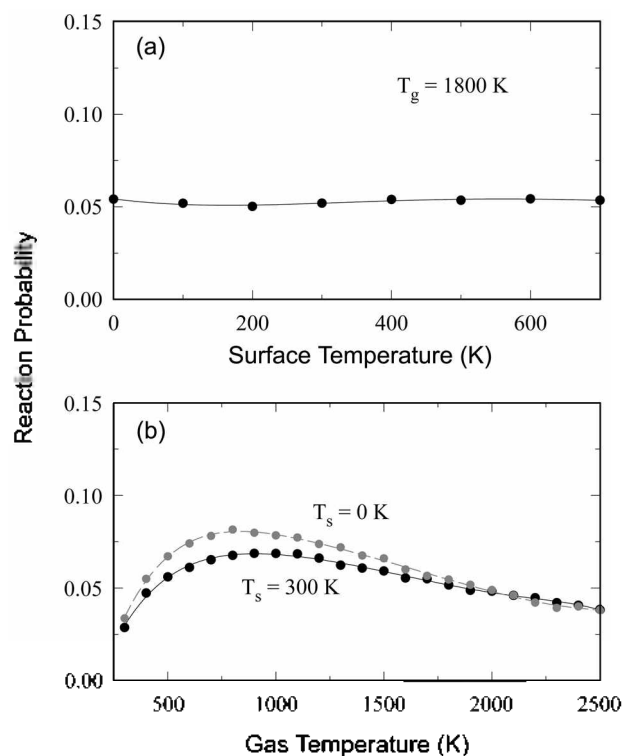 0.15
(a)
T_g = 1800 K
0.10
0.05
0.00
0 200 400 600
Surface Temperature (K)
Reaction Probability
0.15
(b)
0.10
T_s = 0 K
0.05
T_s = 300 K
0.00
500 1000 1500 2000 2500
Gas Temperature (K)